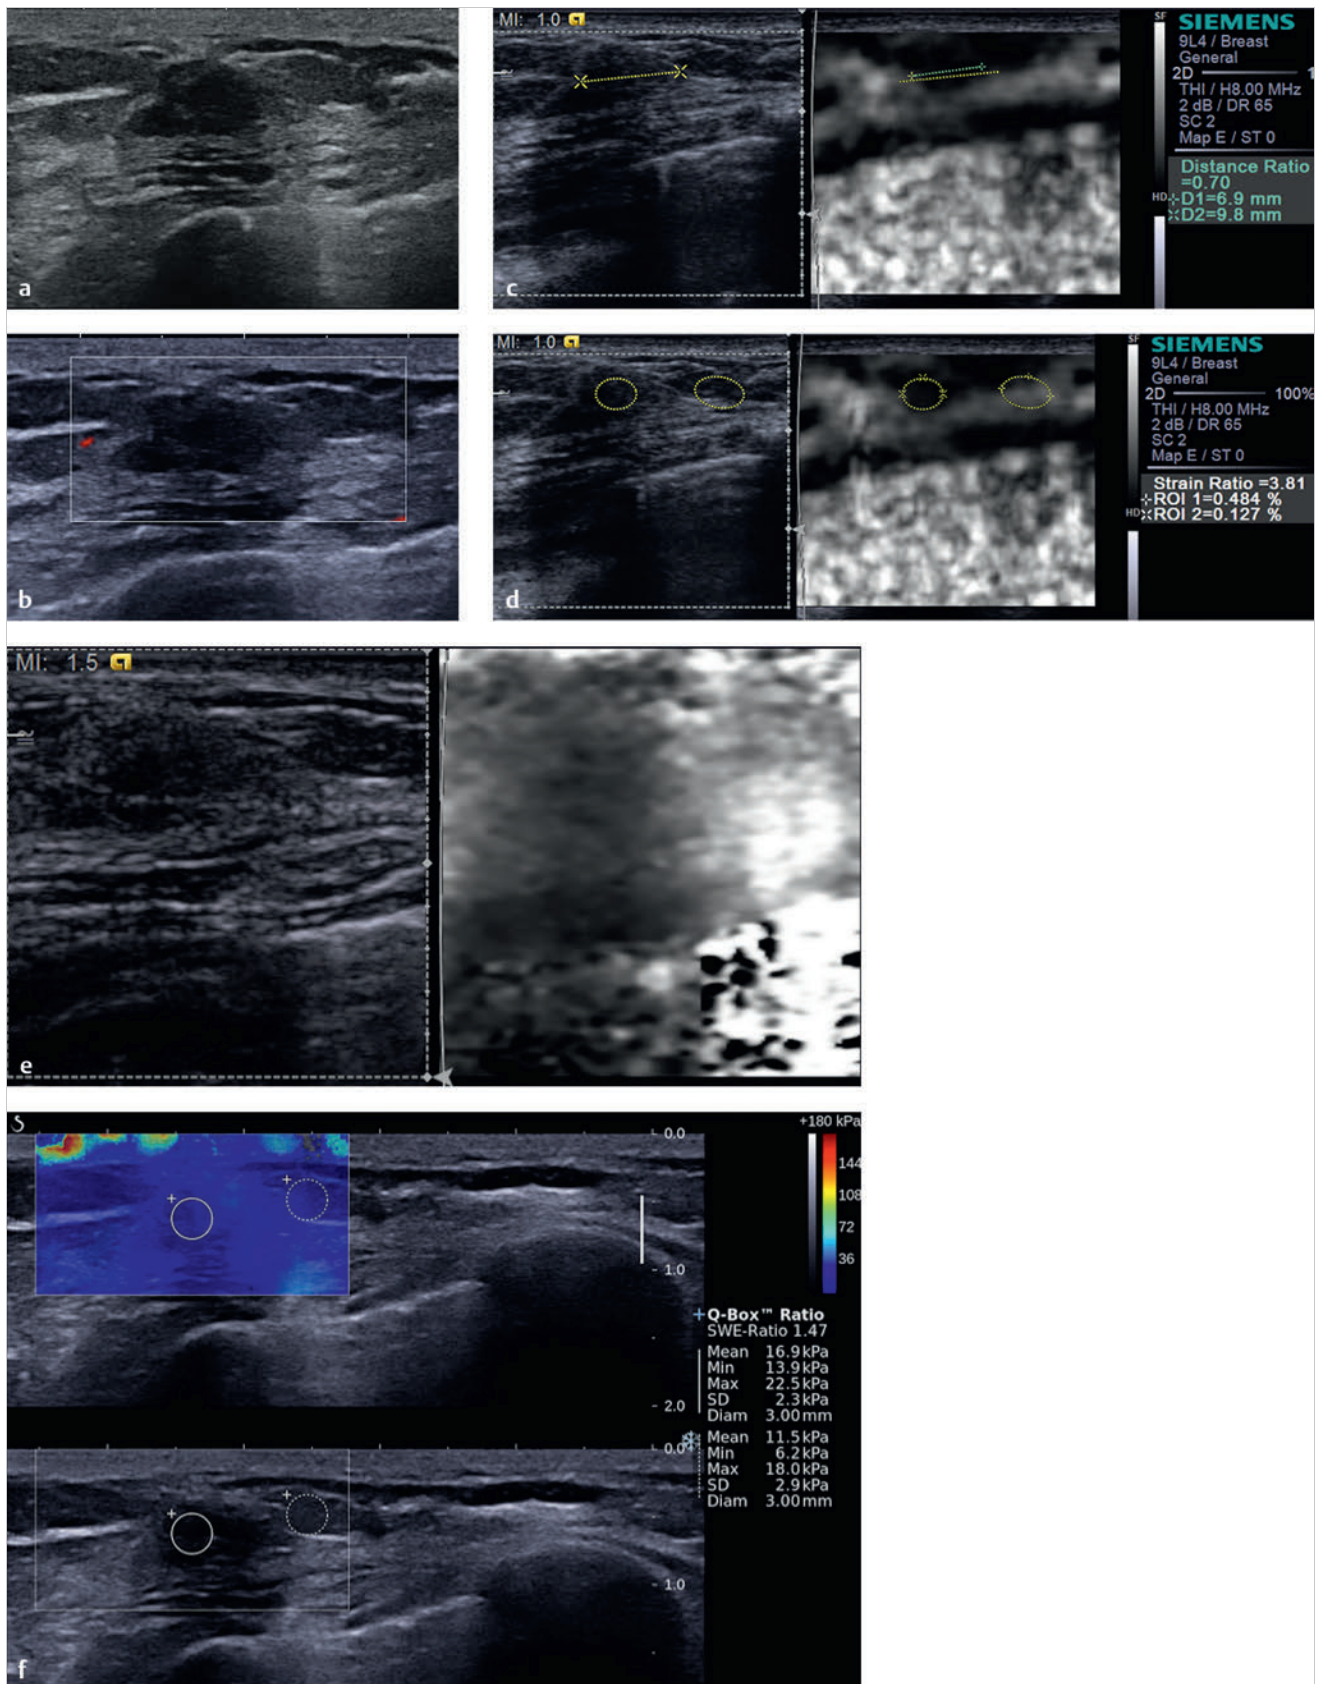 a
MI: 1.0
c
SF
HD
SIEMENS
9L4 / Breast
General
2D 1
THI / H8.00 MHz
2 dB / DR 65
SC 2
Map E / ST 0
Distance Ratio
=0.70
D1=6.9 mm
D2=9.8 mm
b
MI: 1.0
d
SF
HD
SIEMENS
9L4 / Breast
General
2D 100%
THI / H8.00 MHz
2 dB / DR 65
SC 2
Map E / ST 0
Strain Ratio =3.81
ROI 1=0.484 %
ROI 2=0.127 %
MI: 1.5
e
0.0
1.0
2.0
0.0
1.0
+180 kPa
144
108
72
36
+Q-Box™ Ratio
SWE-Ratio 1.47
Mean 16.9 kPa
Min 13.9 kPa
Max 22.5 kPa
SD 2.3 kPa
Diam 3.00 mm
Mean 11.5 kPa
Min 6.2 kPa
Max 18.0 kPa
SD 2.9 kPa
Diam 3.00 mm
f